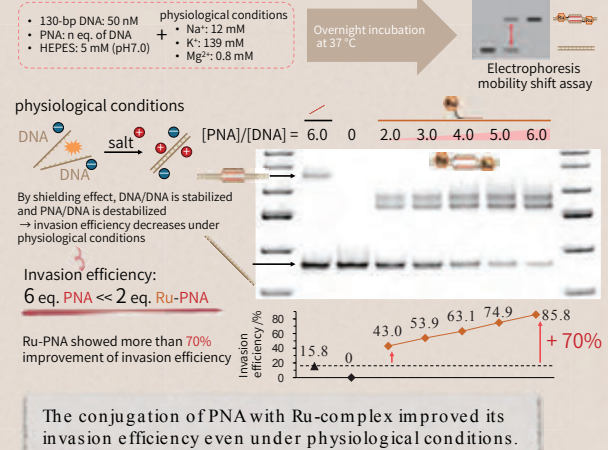 • 130-bp DNA: 50 nM
• PNA: n eq. of DNA
• HEPES: 5 mM (pH7.0)
+
physiological conditions
• Na⁺: 12 mM
• K⁺: 139 mM
• Mg²⁺: 0.8 mM
Overnight incubation
at 37 ℃
Electrophoresis
mobility shift assay
physiological conditions
DNA
DNA
salt
[PNA]/[DNA] = 6.0 0 2.0 3.0 4.0 5.0 6.0
By shielding effect, DNA/DNA is stabilized
and PNA/DNA is destabilized
→ invasion efficiency decreases under
physiological conditions
Invasion efficiency:
6 eq. PNA << 2 eq. Ru-PNA
Ru-PNA showed more than 70%
improvement of invasion efficiency
Invasion
efficiency /%
80
60
40
20
0
15.8
0
43.0
53.9
63.1
74.9
85.8
+ 70%
The conjugation of PNA with Ru-complex improved its
invasion efficiency even under physiological conditions.